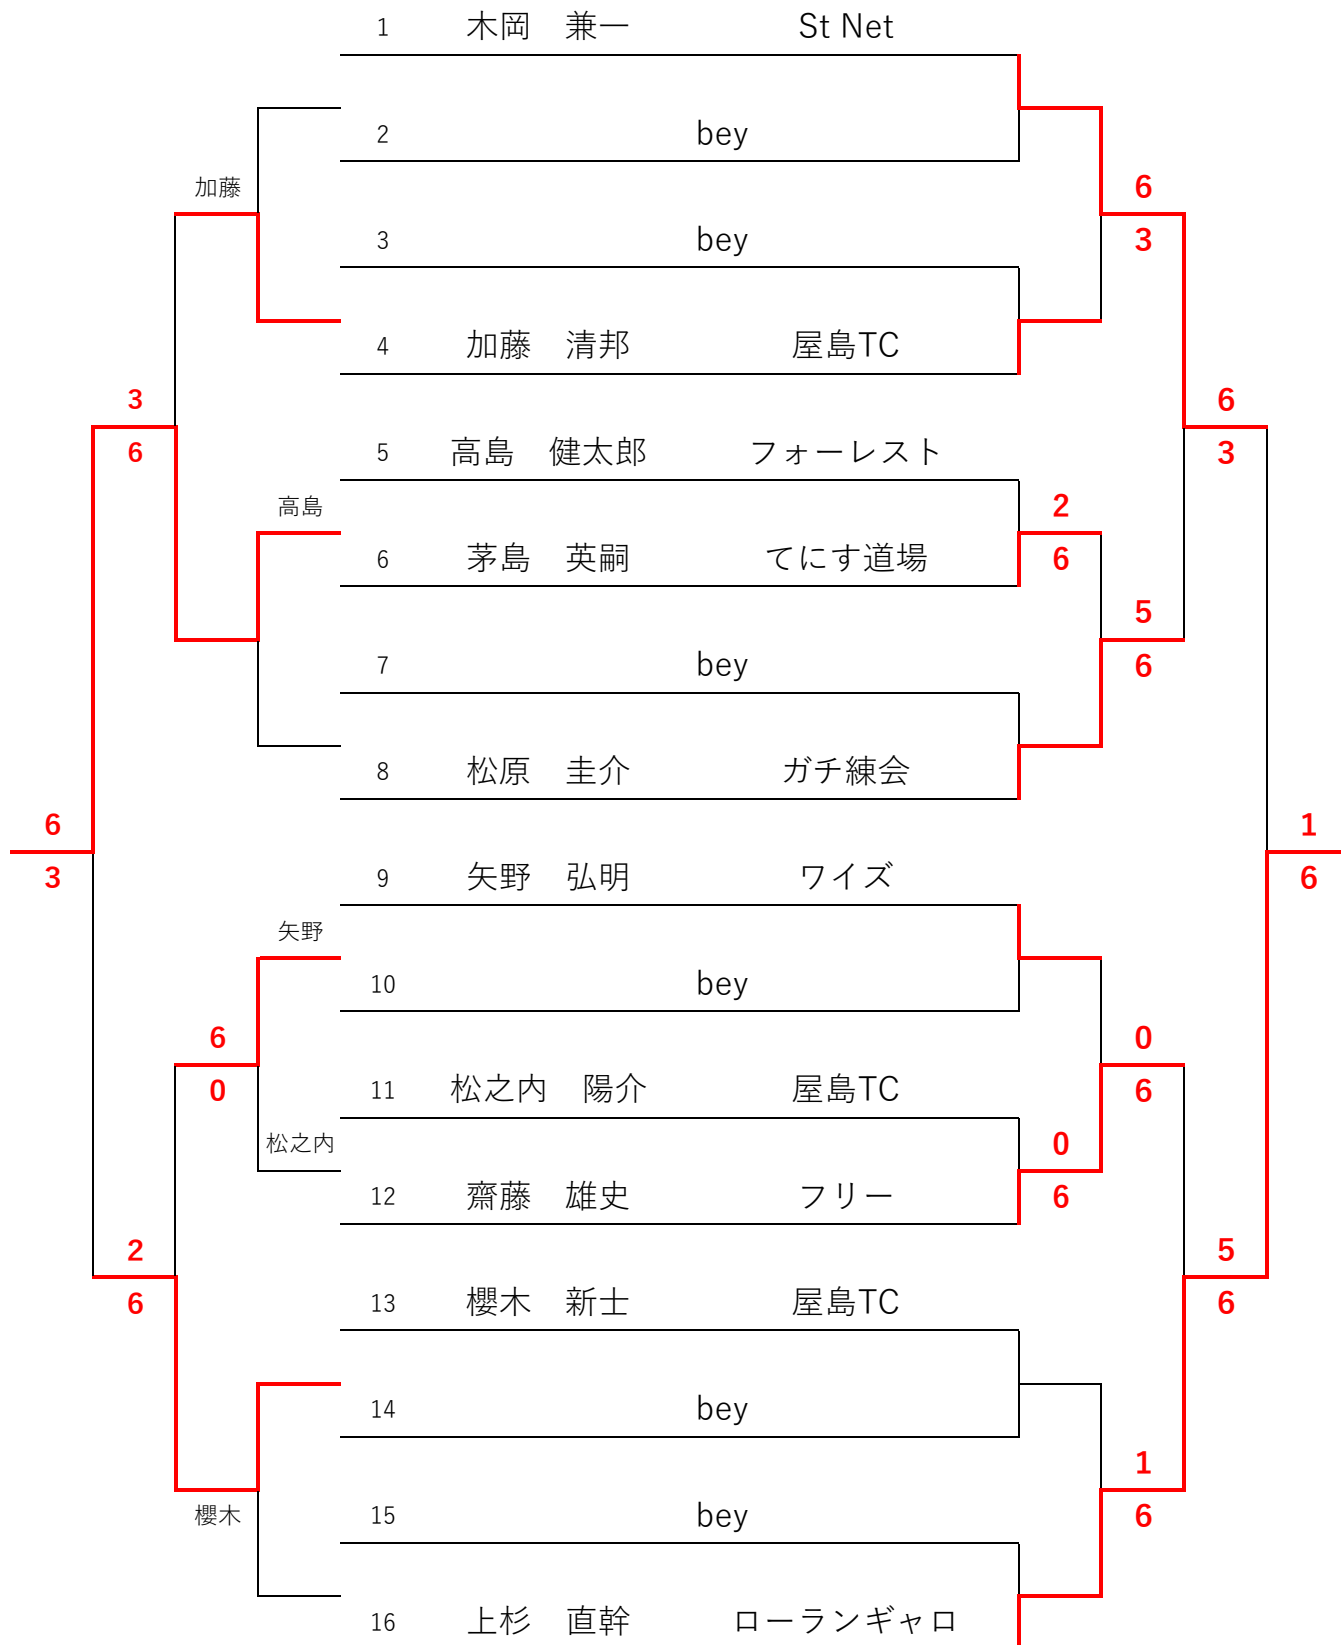 1 木岡　兼一 St Net
2 bey
加藤 6
3 bey 3
4 加藤　清邦 屋島TC
3 6
5 高島　健太郎 フォーレスト
6 3
高島 2
6 茅島　英嗣 てにす道場 6
5
7 bey 6
8 松原　圭介 ガチ練会
6 1
9 矢野　弘明 ワイズ
3 6
矢野
10 bey
6 0
11 松之内　陽介 屋島TC
0 6
松之内 0
12 齋藤　雄史 フリー 6
2 5
13 櫻木　新士 屋島TC
6 6
14 bey
1
櫻木 15 bey 6
16 上杉　直幹 ローランギャロ